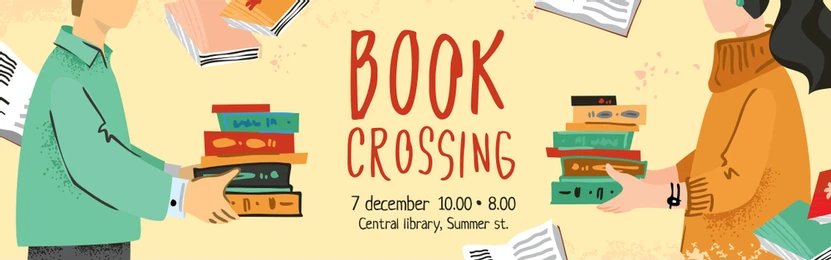 BOOK
CROSSING
7 december 10.00 • 8.00
Central library, Summer st.